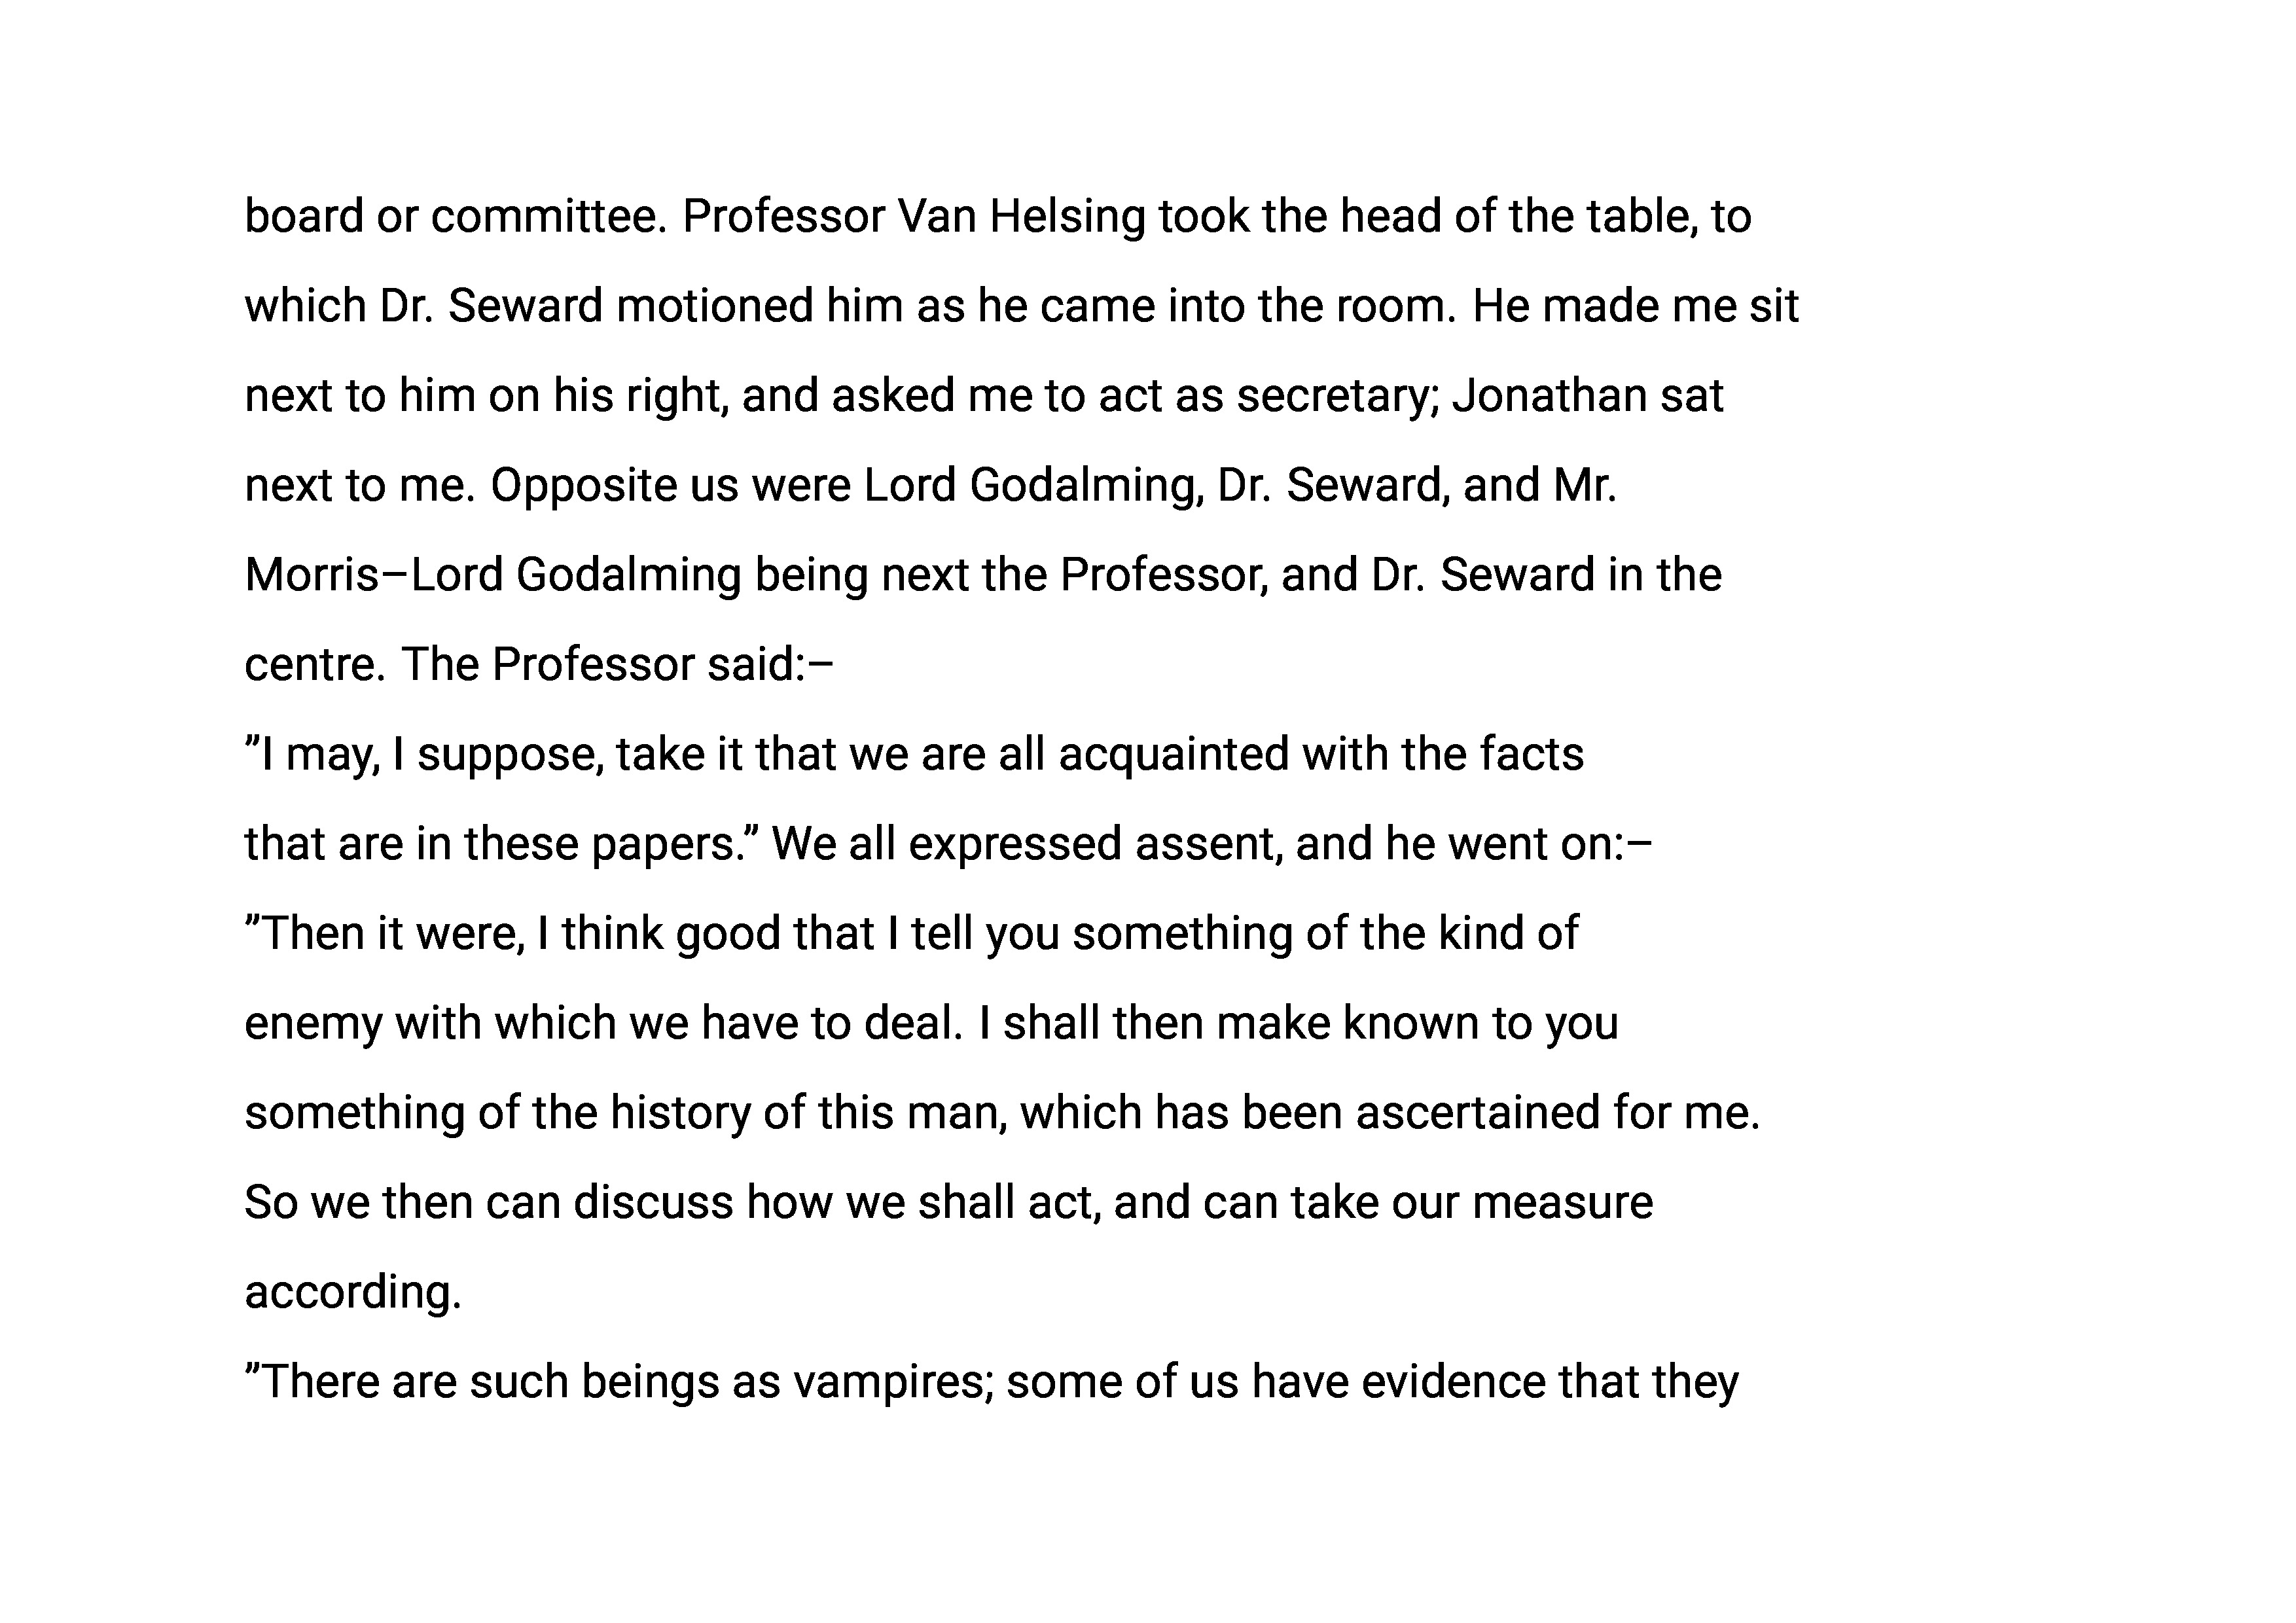 board or committee. Professor Van Helsing took the head of the table, to
which Dr. Seward motioned him as he came into the room. He made me sit
next to him on his right, and asked me to act as secretary; Jonathan sat
next to me. Opposite us were Lord Godalming, Dr. Seward, and Mr.
Morris–Lord Godalming being next the Professor, and Dr. Seward in the
centre. The Professor said:–
”I may, I suppose, take it that we are all acquainted with the facts
that are in these papers.” We all expressed assent, and he went on:–
”Then it were, I think good that I tell you something of the kind of
enemy with which we have to deal. I shall then make known to you
something of the history of this man, which has been ascertained for me.
So we then can discuss how we shall act, and can take our measure
according.
”There are such beings as vampires; some of us have evidence that they